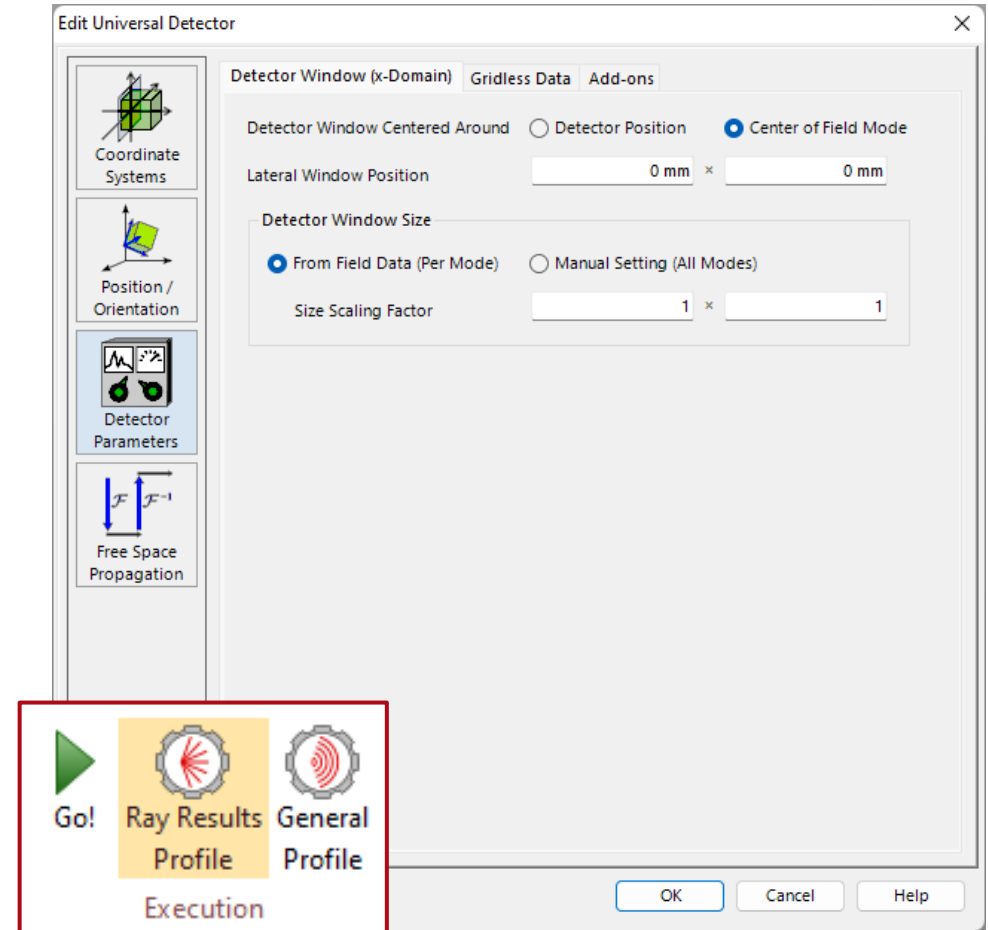 Edit Universal Detector
Coordinate
Systems
Position /
Orientation
Detector
Parameters
ℱ ℱ⁻¹
Free Space
Propagation
Detector Window (x-Domain) Gridless Data Add-ons
Detector Window Centered Around Detector Position Center of Field Mode
Lateral Window Position 0 mm × 0 mm
Detector Window Size
From Field Data (Per Mode) Manual Setting (All Modes)
Size Scaling Factor 1 × 1
Go! Ray Results General
Profile Profile
Execution
OK Cancel Help